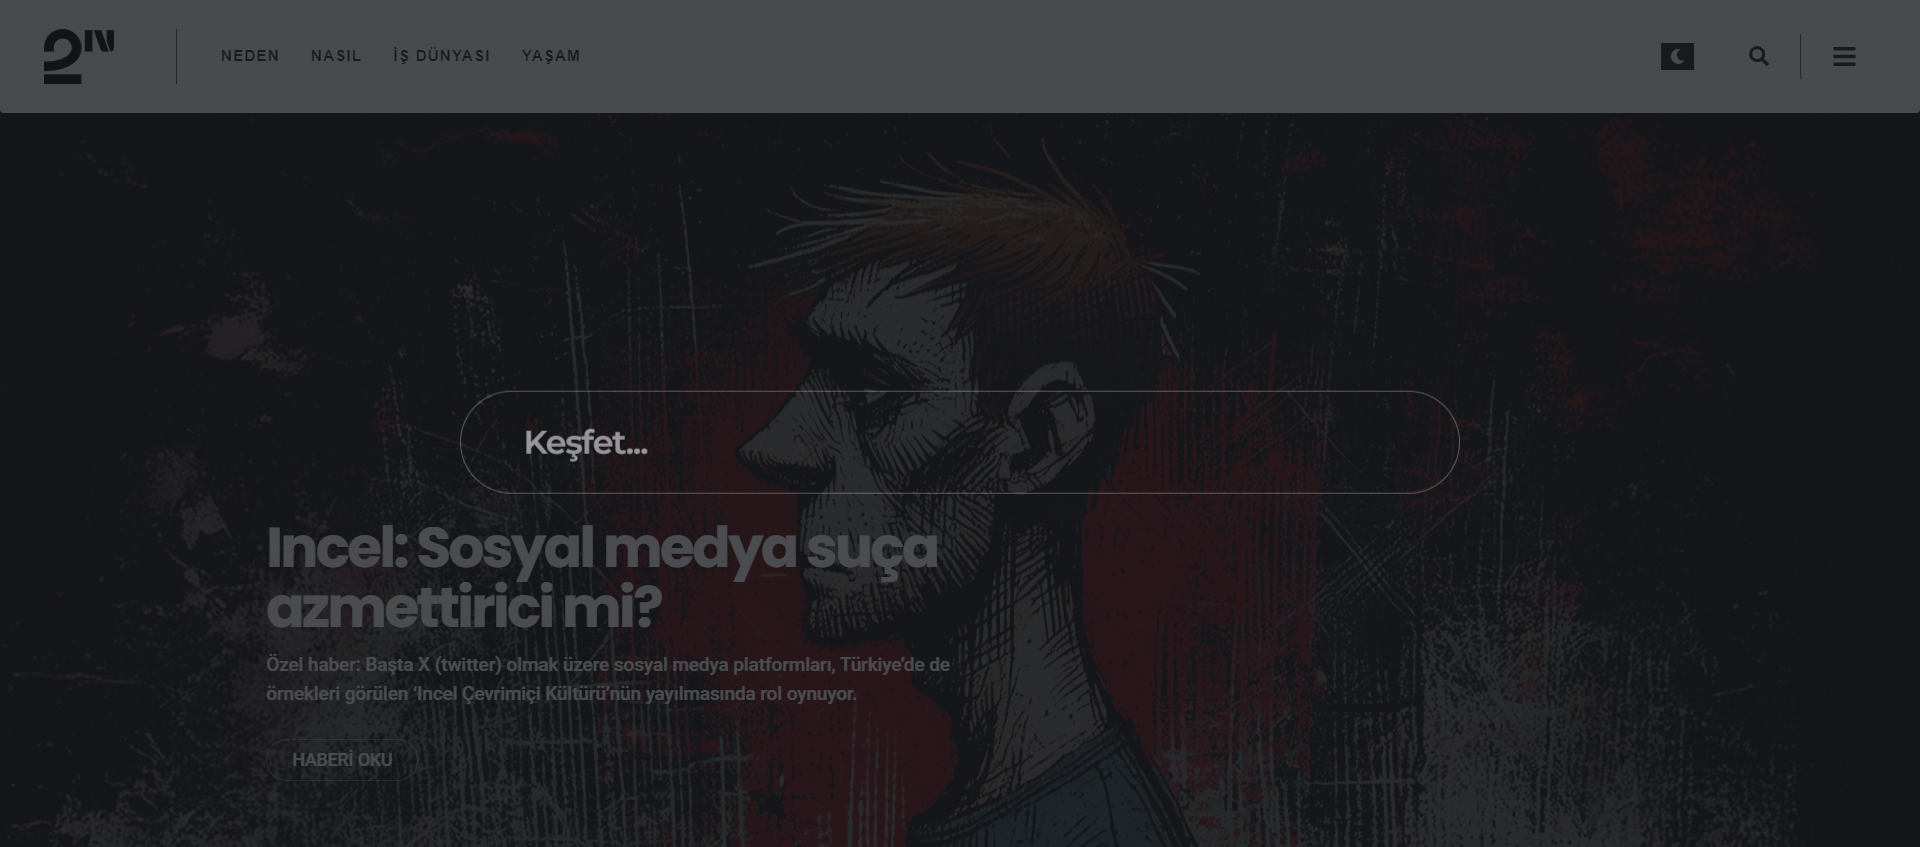 2N
NEDEN NASIL İŞ DÜNYASI YAŞAM
Keşfet...
Incel: Sosyal medya suça
azmettirici mi?
Özel haber: Başta X (twitter) olmak üzere sosyal medya platformları, Türkiye’de de
örnekleri görülen ‘Incel Çevrimiçi Kültürü’nün yayılmasında rol oynuyor.
HABERİ OKU